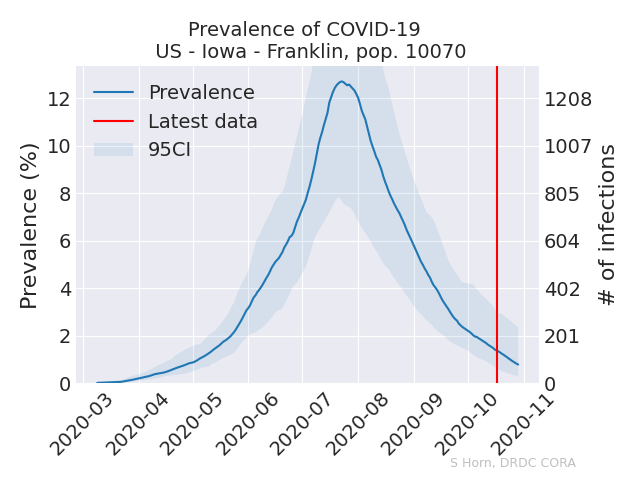 Prevalence of COVID-19
US - Iowa - Franklin, pop. 10070
Prevalence
Latest data
95CI
Prevalence (%)
12
10
8
6
4
2
0
1208
1007
805
604
402
201
0
# of infections
2020-03
2020-04
2020-05
2020-06
2020-07
2020-08
2020-09
2020-10
2020-11
S Horn, DRDC CORA